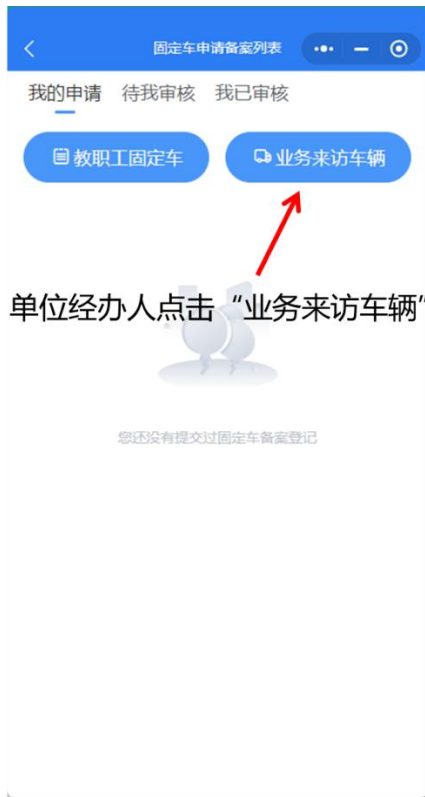 固定车申请备案列表
我的申请 待我审核 我已审核
教职工固定车 业务来访车辆
单位经办人点击“业务来访车辆”
您还没有提交过固定车备案登记